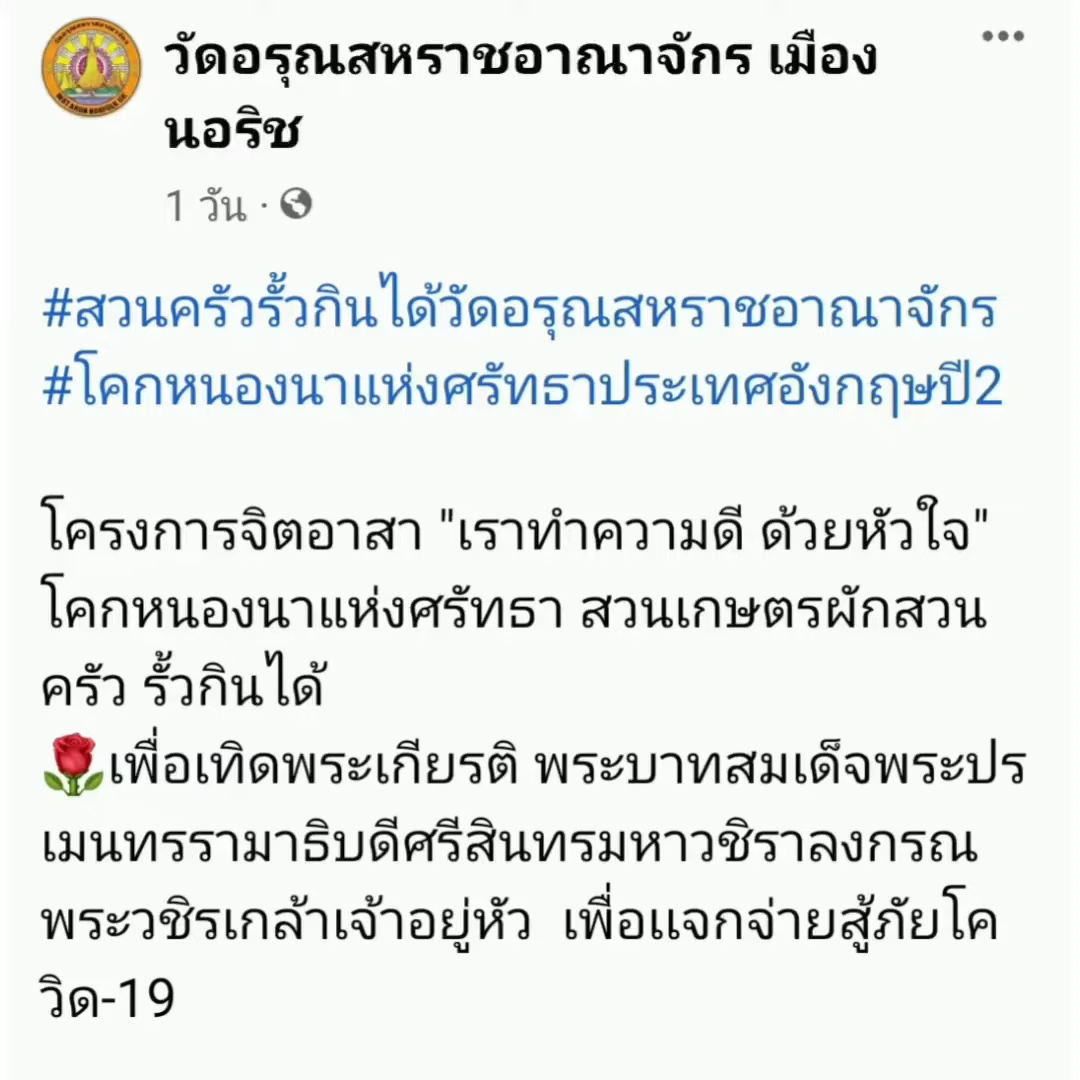 วัดอรุณสหราชอาณาจักร เมือง
นอริช
1 วัน ·
#สวนครัวรั้วกินได้วัดอรุณสหราชอาณาจักร
#โคกหนองนาแห่งศรัทธาประเทศอังกฤษปี2
โครงการจิตอาสา "เราทำความดี ด้วยหัวใจ"
โคกหนองนาแห่งศรัทธา สวนเกษตรผักสวน
ครัว รั้วกินได้
🌹เพื่อเทิดพระเกียรติ พระบาทสมเด็จพระปร
เมนทรรามาธิบดีศรีสินทรมหาวชิราลงกรณ
พระวชิรเกล้าเจ้าอยู่หัว เพื่อแจกจ่ายสู้ภัยโค
วิด-19